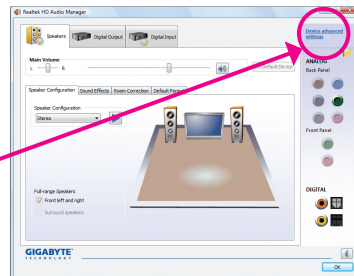 Realtek HD Audio Manager
Speakers
Digital Output
Digital Input
Device advanced
settings
Main Volume
L
R
Default Device
ANALOG
Back Panel
Speaker Configuration
Sound Effects
Room Correction
Default Format
Speaker Configuration
Stereo
Front Panel
Full-range Speakers
Front left and right
Surround speakers
DIGITAL
GIGABYTE
TECHNOLOGY
OK